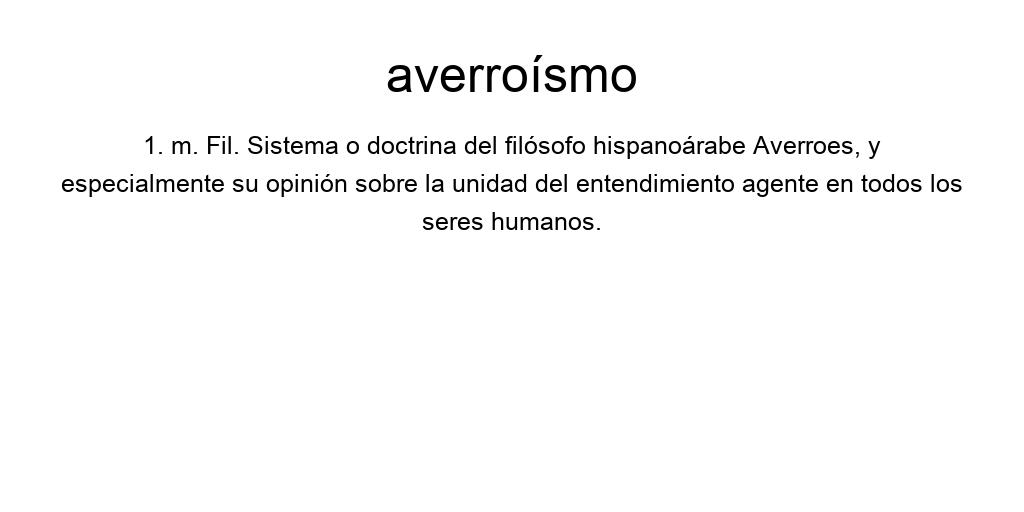 averroísmo
1. m. Fil. Sistema o doctrina del filósofo hispanoárabe Averroes, y
especialmente su opinión sobre la unidad del entendimiento agente en todos los
seres humanos.